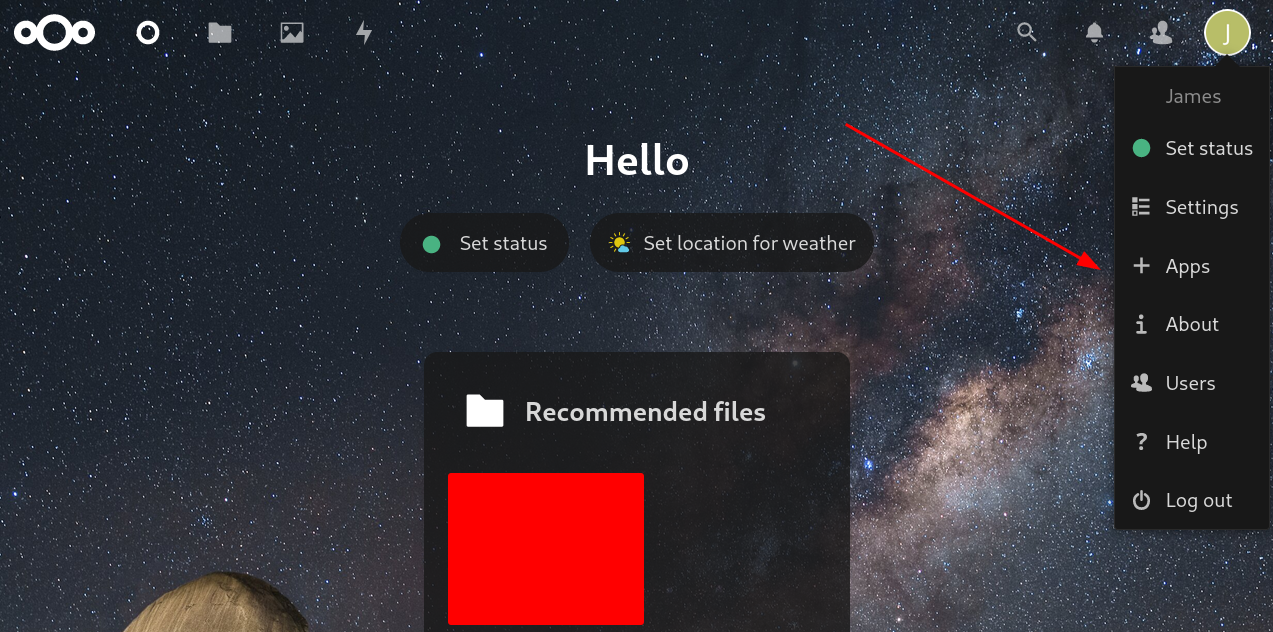 J
James
Set status
Settings
Apps
About
Users
Help
Log out
Hello
Set status
Set location for weather
Recommended files